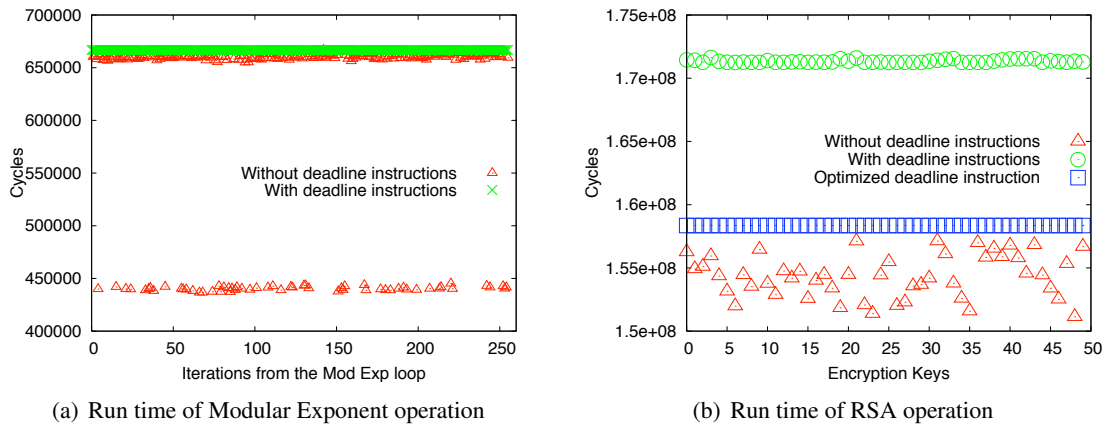 700000
650000
600000
550000
500000
450000
400000
Cycles
Without deadline instructions
With deadline instructions
0 50 100 150 200 250
Iterations from the Mod Exp loop
(a) Run time of Modular Exponent operation
1.75e+08
1.7e+08
1.65e+08
1.6e+08
1.55e+08
1.5e+08
Cycles
Without deadline instructions
With deadline instructions
Optimized deadline instruction
0 5 10 15 20 25 30 35 40 45 50
Encryption Keys
(b) Run time of RSA operation